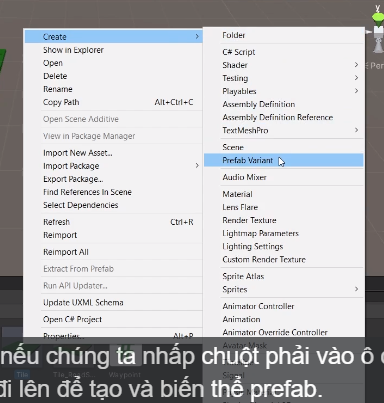 Create >
Show in Explorer
Open
Delete
Rename
Copy Path Alt+Ctrl+C
Open Scene Additive
View in Package Manager
Import New Asset...
Import Package >
Export Package...
Find References In Scene
Select Dependencies
Refresh Ctrl+R
Reimport
Reimport All
Extract From Prefab
Run API Updater...
Update UXML Schema
Open C# Project
Properties... Alt+P
Folder
C# Script
Shader >
Testing >
Playables >
Assembly Definition
Assembly Definition Reference
TextMeshPro >
Scene
Prefab Variant
Audio Mixer
Material
Lens Flare
Render Texture
Lightmap Parameters
Lighting Settings
Custom Render Texture
Sprite Atlas
Sprites >
Animator Controller
Animation
Animator Override Controller
Avatar Mask
nếu chúng ta nhấp chuột phải vào ô
đi lên để tạo và biến thể prefab.
Tile
Waypoint